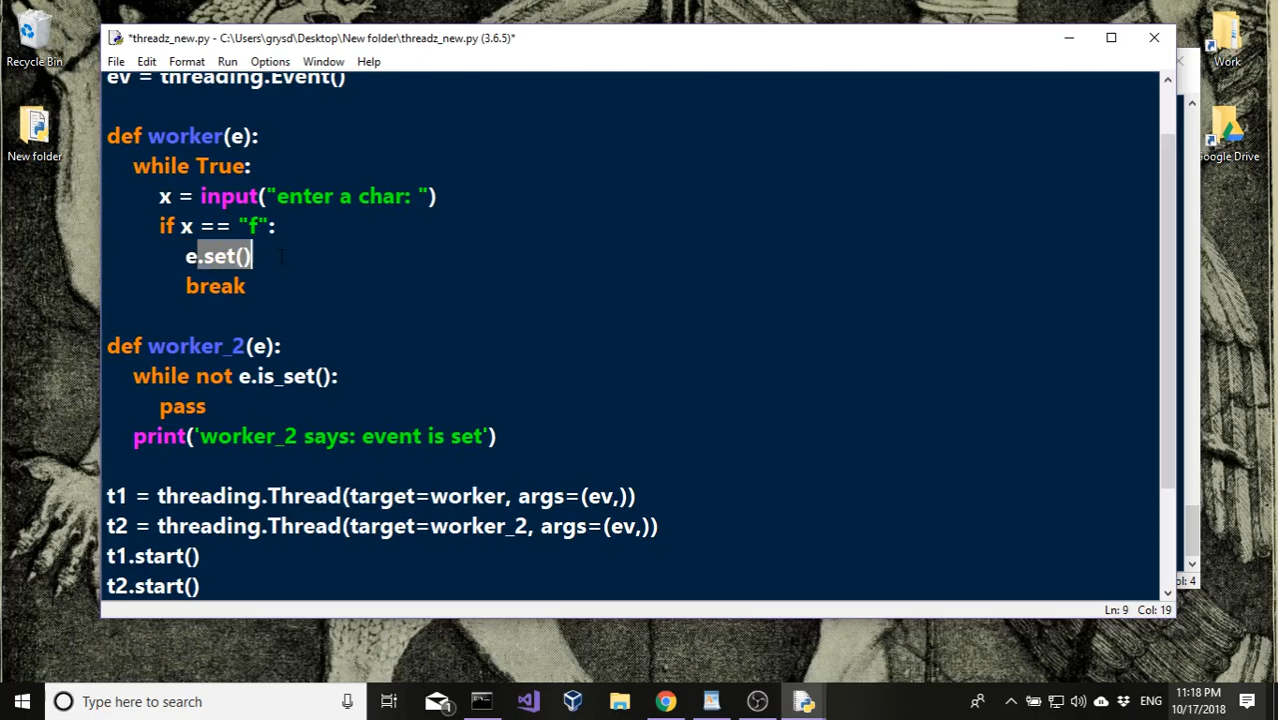 Recycle Bin
New folder
Work
Google Drive
*threadz_new.py - C:\Users\grysd\Desktop\New folder\threadz_new.py (3.6.5)*
File Edit Format Run Options Window Help
ev = threading.Event()
def worker(e):
while True:
x = input("enter a char: ")
if x == "f":
e.set()
break
def worker_2(e):
while not e.is_set():
pass
print('worker_2 says: event is set')
t1 = threading.Thread(target=worker, args=(ev,))
t2 = threading.Thread(target=worker_2, args=(ev,))
t1.start()
t2.start()
Ln: 9 Col: 19
ol: 4
Type here to search
1
ENG
11:18 PM
10/17/2018